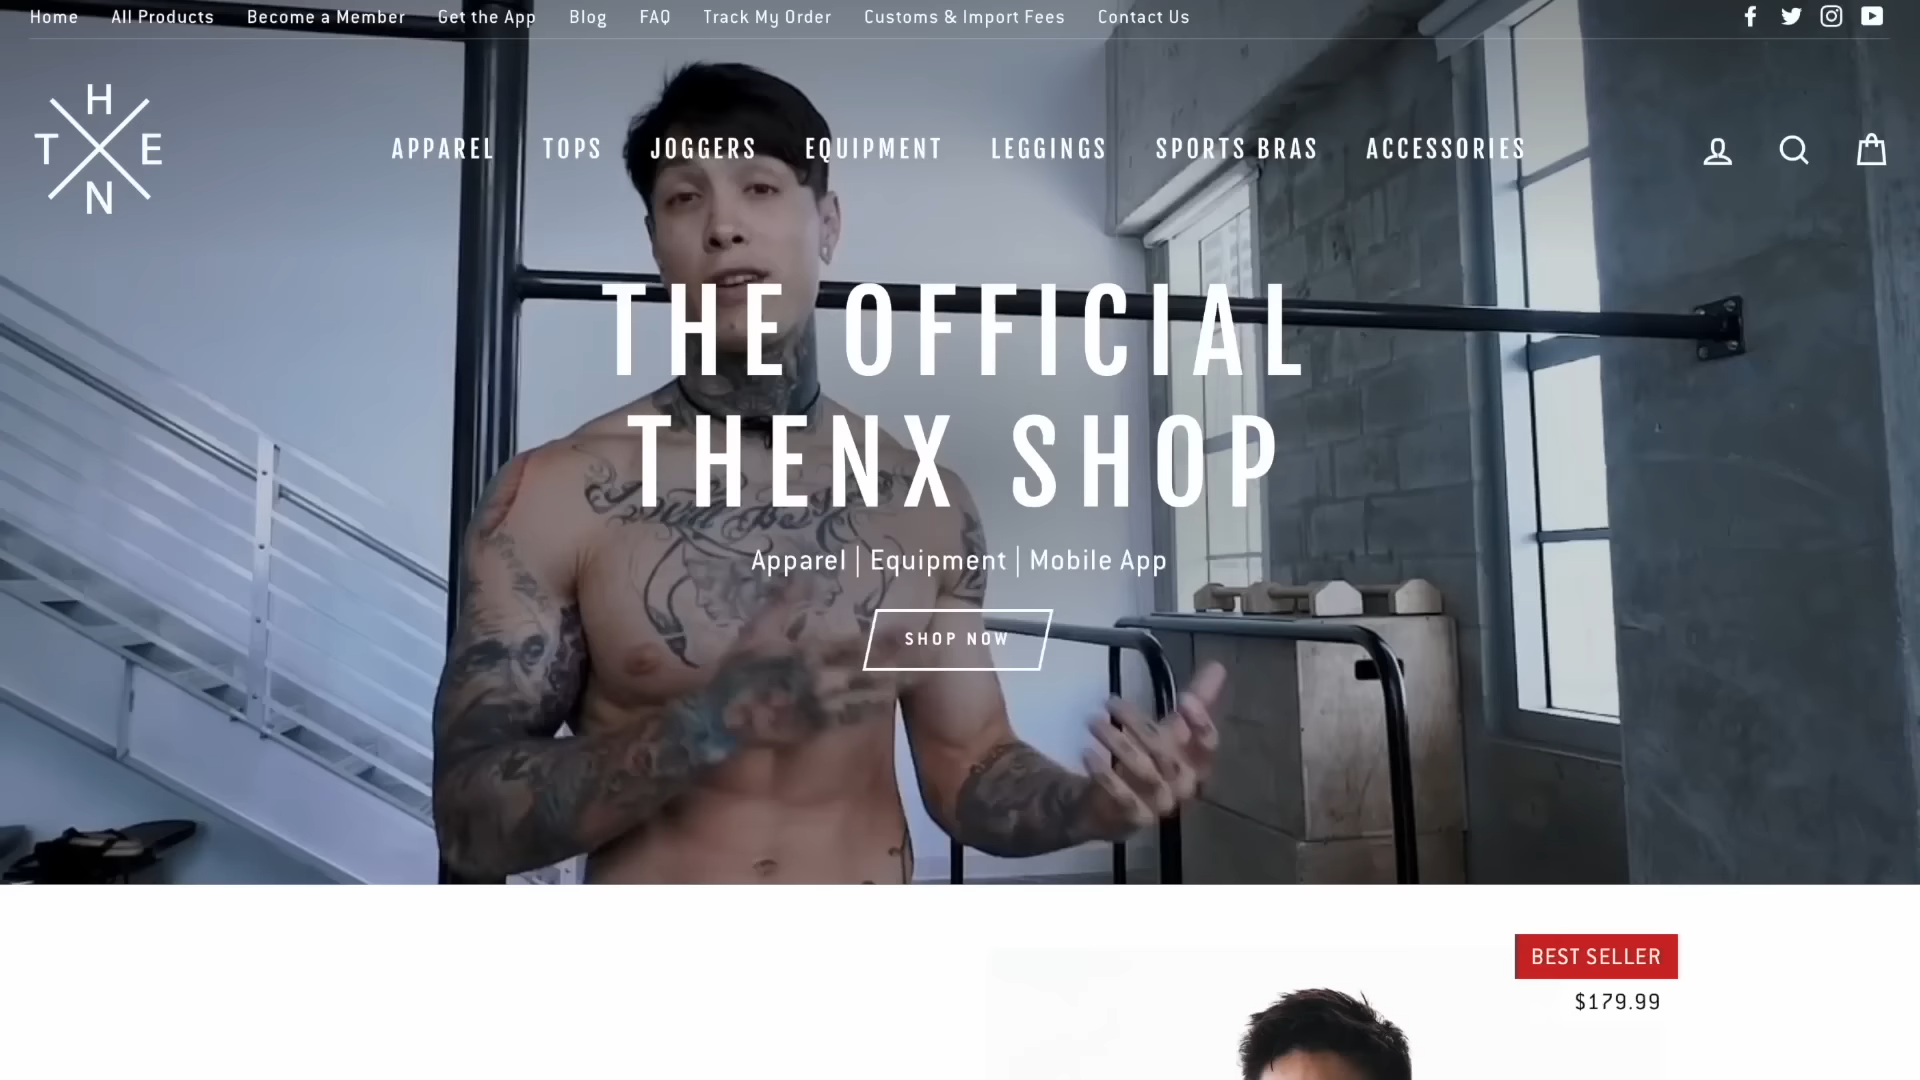 Home All Products Become a Member Get the App Blog FAQ Track My Order Customs & Import Fees Contact Us
H
T E
N
APPAREL TOPS JOGGERS EQUIPMENT LEGGINGS SPORTS BRAS ACCESSORIES
THE OFFICIAL
THENX SHOP
Apparel | Equipment | Mobile App
SHOP NOW
BEST SELLER
$179.99